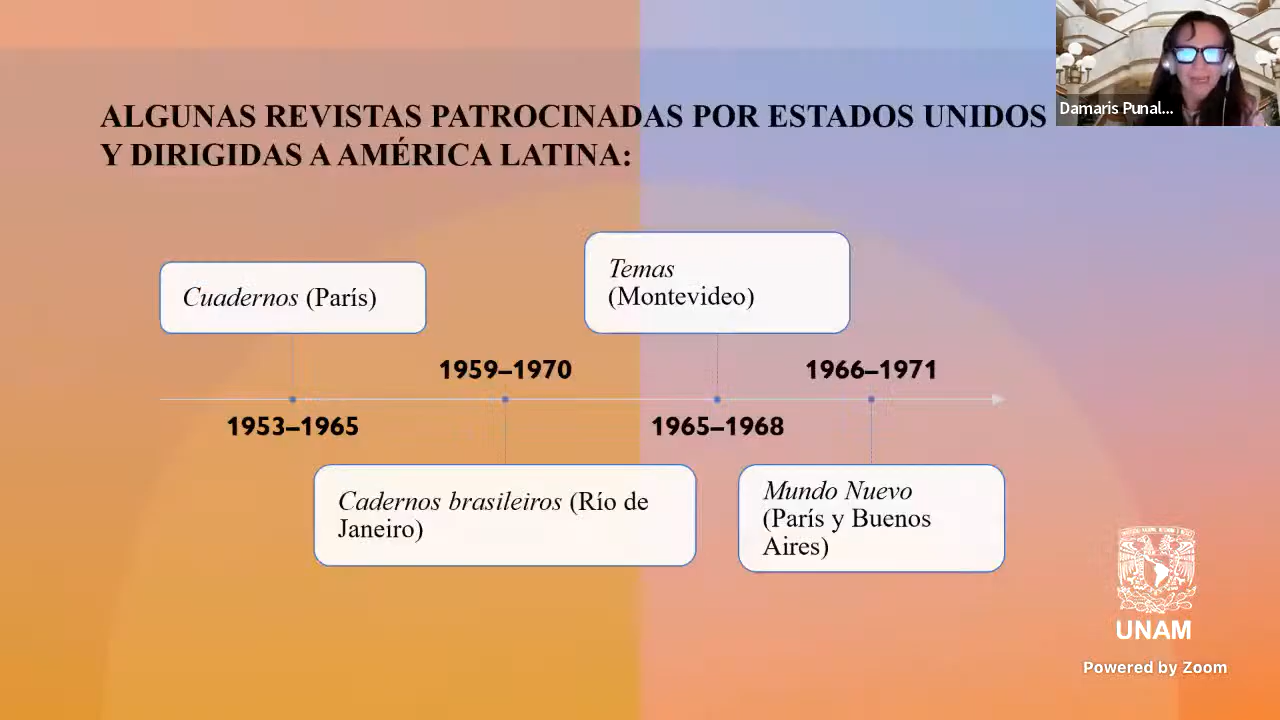 ALGUNAS REVISTAS PATROCINADAS POR ESTADOS UNIDOS
Y DIRIGIDAS A AMÉRICA LATINA:
Damaris Punal...
Cuadernos (París)
Temas
(Montevideo)
1959–1970
1966–1971
1953–1965
1965–1968
Cadernos brasileiros (Río de
Janeiro)
Mundo Nuevo
(París y Buenos
Aires)
UNAM
Powered by Zoom